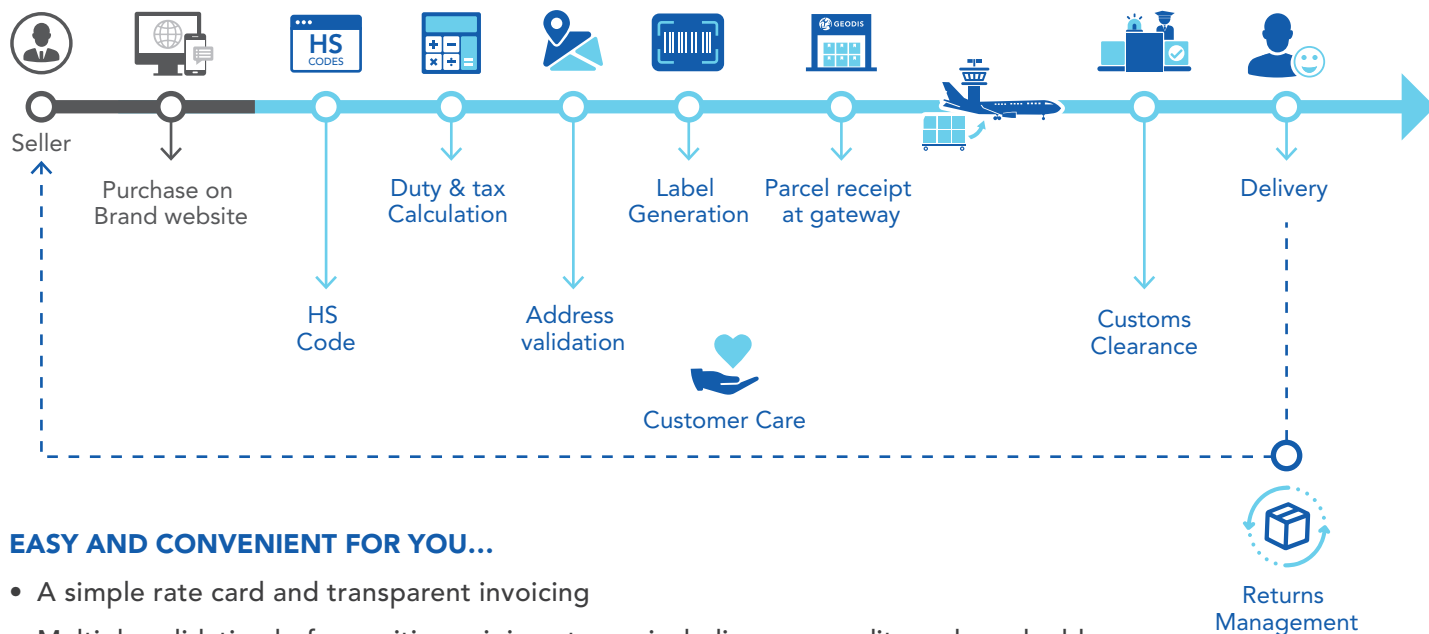 HS
CODES
GEODIS
Seller
Purchase on
Brand website
HS
Code
Duty & tax
Calculation
Address
validation
Label
Generation
Parcel receipt
at gateway
Customs
Clearance
Delivery
Customer Care
Returns
Management
EASY AND CONVENIENT FOR YOU…
• A simple rate card and transparent invoicing